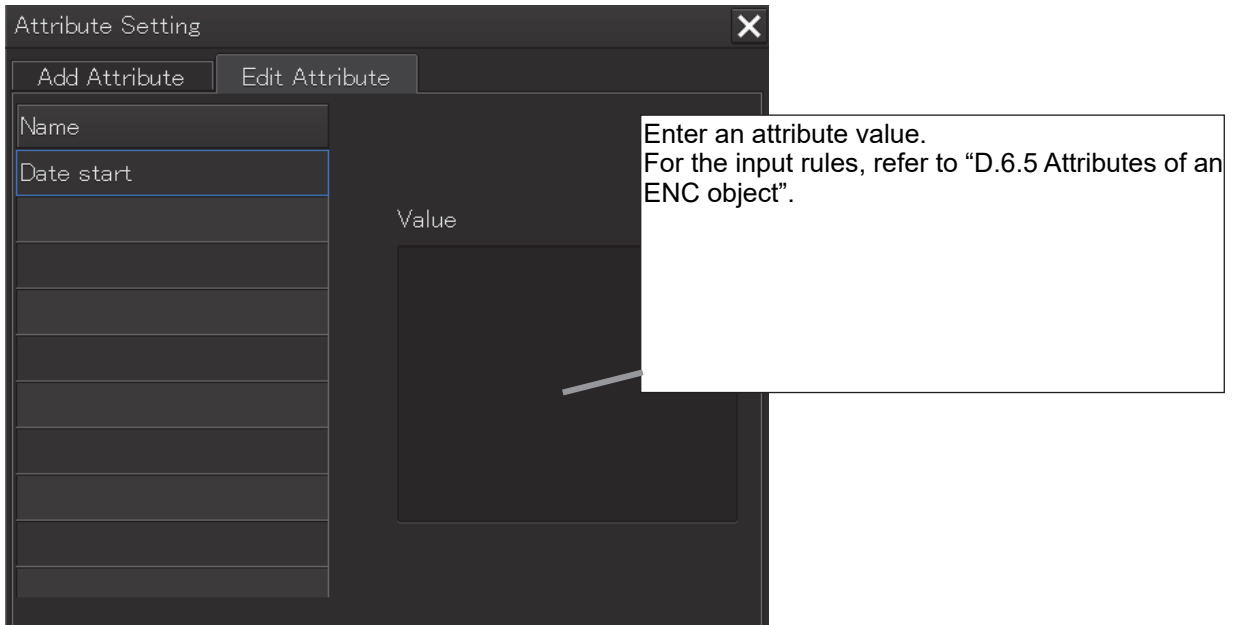 Attribute Setting
Add Attribute
Edit Attribute
Name
Date start
Value
Enter an attribute value.
For the input rules, refer to “D.6.5 Attributes of an
ENC object”.